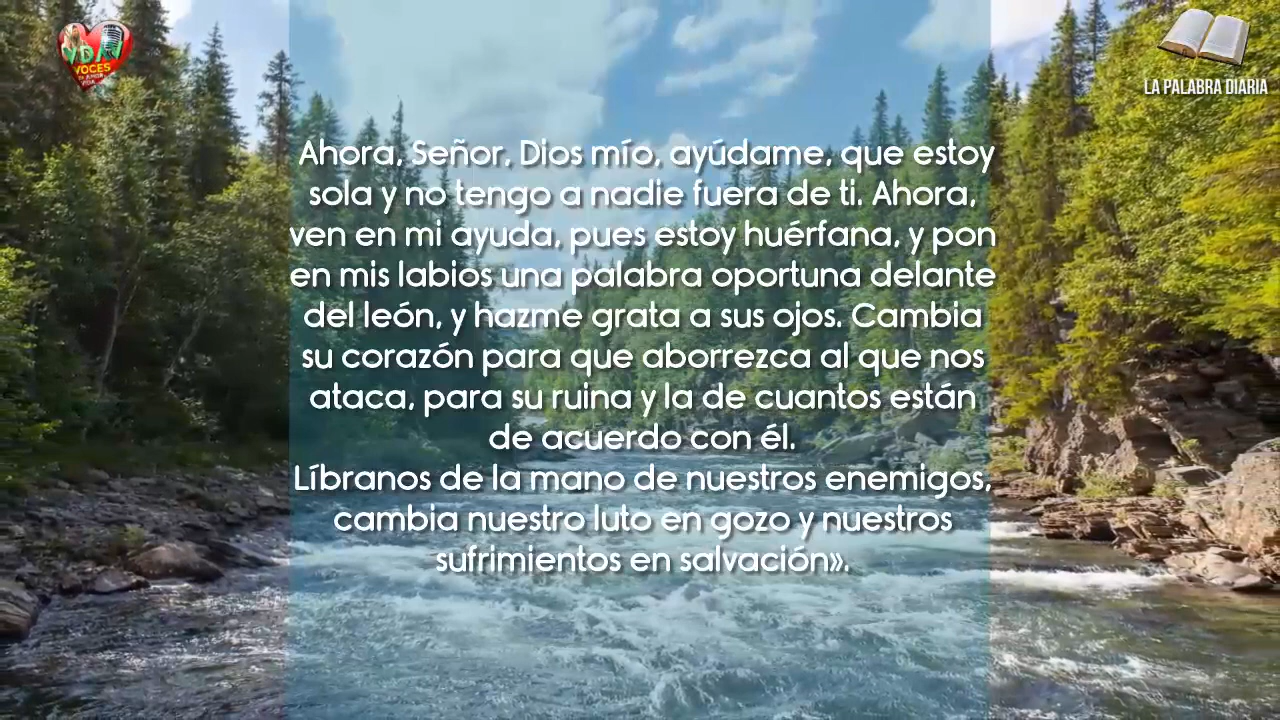 VDAV
VOCES
LA PALABRA DIARIA
Ahora, Señor, Dios mío, ayúdame, que estoy
sola y no tengo a nadie fuera de ti. Ahora,
ven en mi ayuda, pues estoy huérfana, y pon
en mis labios una palabra oportuna delante
del león, y hazme grata a sus ojos. Cambia
su corazón para que aborrezca al que nos
ataca, para su ruina y la de cuantos están
de acuerdo con él.
Líbranos de la mano de nuestros enemigos,
cambia nuestro luto en gozo y nuestros
sufrimientos en salvación».